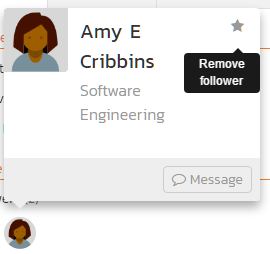 Amy E
Cribbins
Remove
follower
Software
Engineering
Message